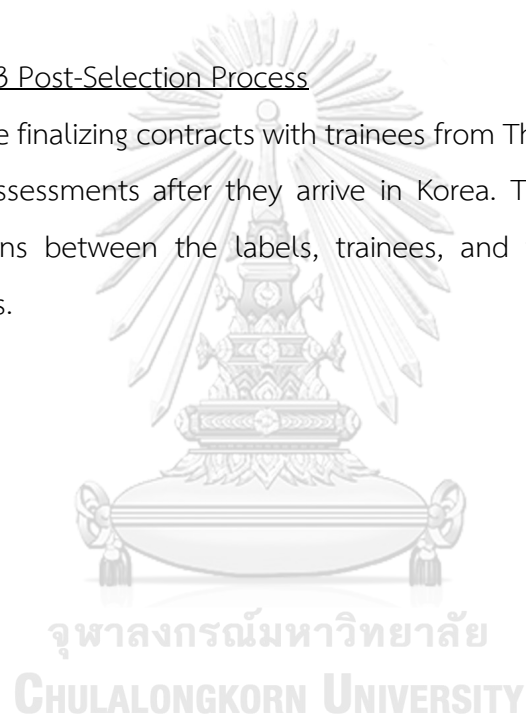 3 Post-Selection Process
e finalizing contracts with trainees from Th
ssessments after they arrive in Korea. T
ns between the labels, trainees, and
s.
จุฬาลงกรณ์มหาวิทยาลัย
CHULALONGKORN UNIVERSITY